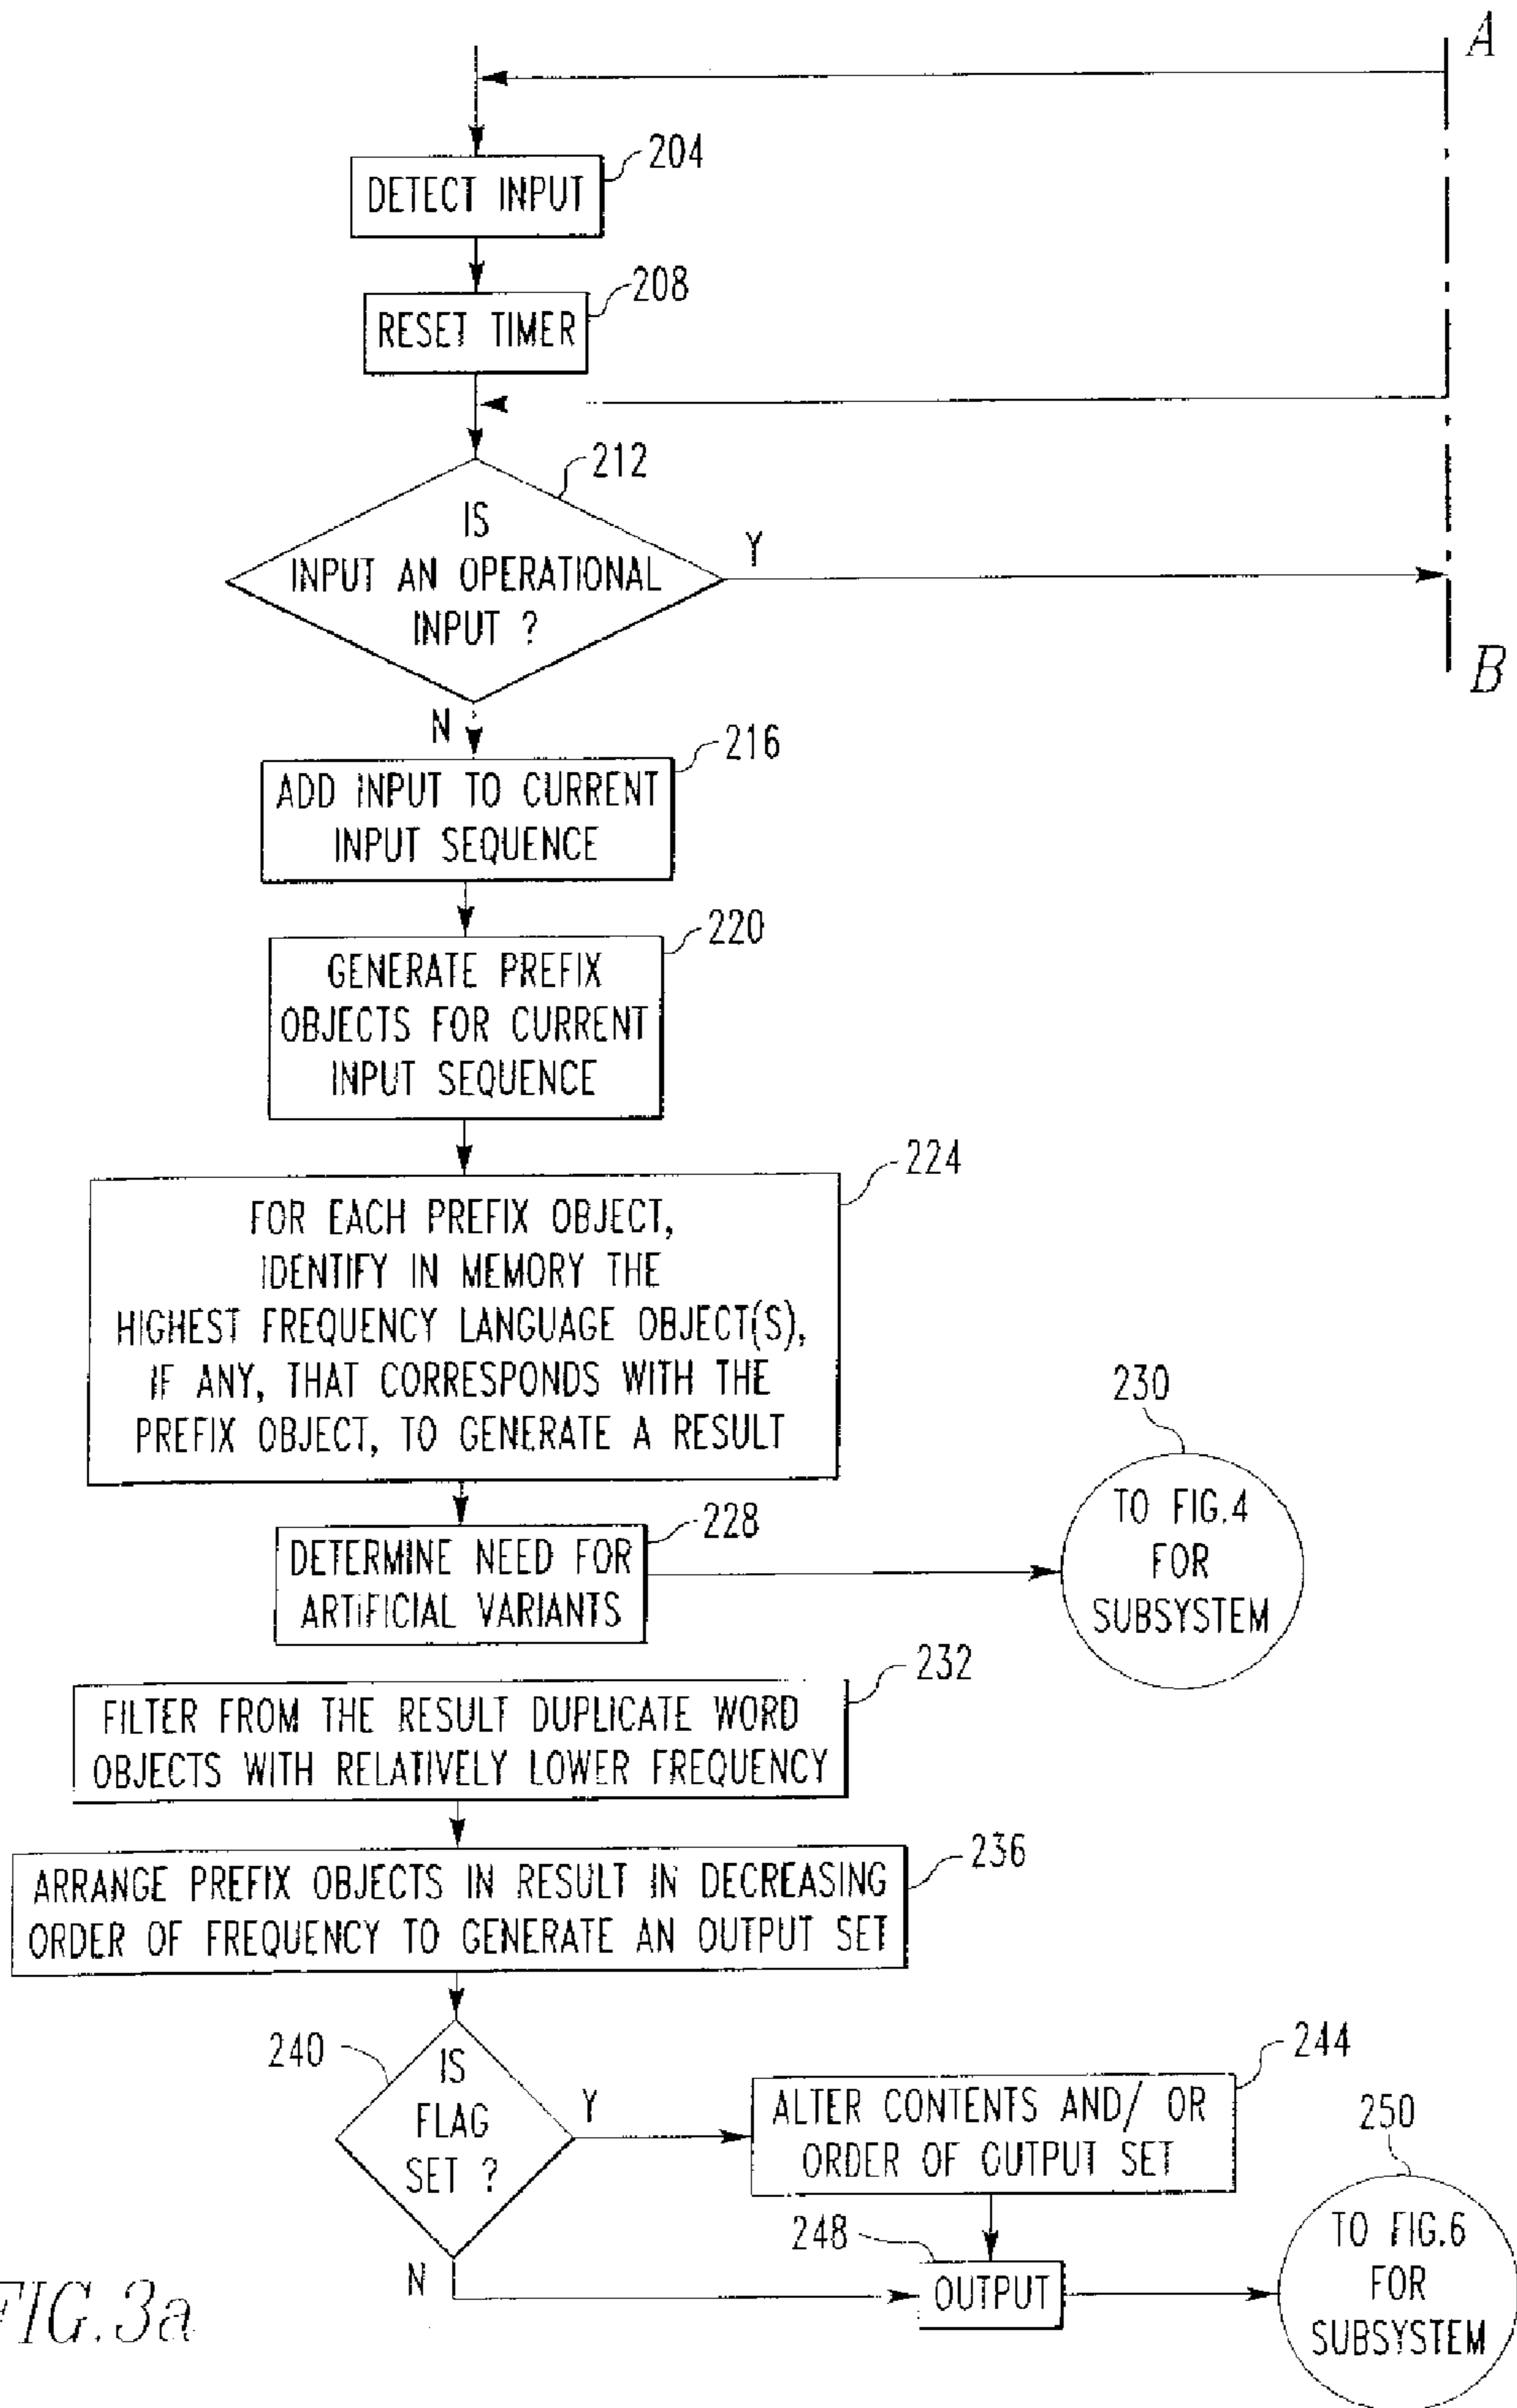 A
204
DETECT INPUT
208
RESET TIMER
212
IS
INPUT AN OPERATIONAL
INPUT ?
Y
B
N
216
ADD INPUT TO CURRENT
INPUT SEQUENCE
220
GENERATE PREFIX
OBJECTS FOR CURRENT
INPUT SEQUENCE
224
FOR EACH PREFIX OBJECT,
IDENTIFY IN MEMORY THE
HIGHEST FREQUENCY LANGUAGE OBJECT(S),
IF ANY, THAT CORRESPONDS WITH THE
PREFIX OBJECT, TO GENERATE A RESULT
228
DETERMINE NEED FOR
ARTIFICIAL VARIANTS
230
TO FIG.4
FOR
SUBSYSTEM
232
FILTER FROM THE RESULT DUPLICATE WORD
OBJECTS WITH RELATIVELY LOWER FREQUENCY
236
ARRANGE PREFIX OBJECTS IN RESULT IN DECREASING
ORDER OF FREQUENCY TO GENERATE AN OUTPUT SET
240
IS
FLAG
SET ?
Y
244
ALTER CONTENTS AND/ OR
ORDER OF OUTPUT SET
N
248
OUTPUT
250
TO FIG.6
FOR
SUBSYSTEM
FIG.3a